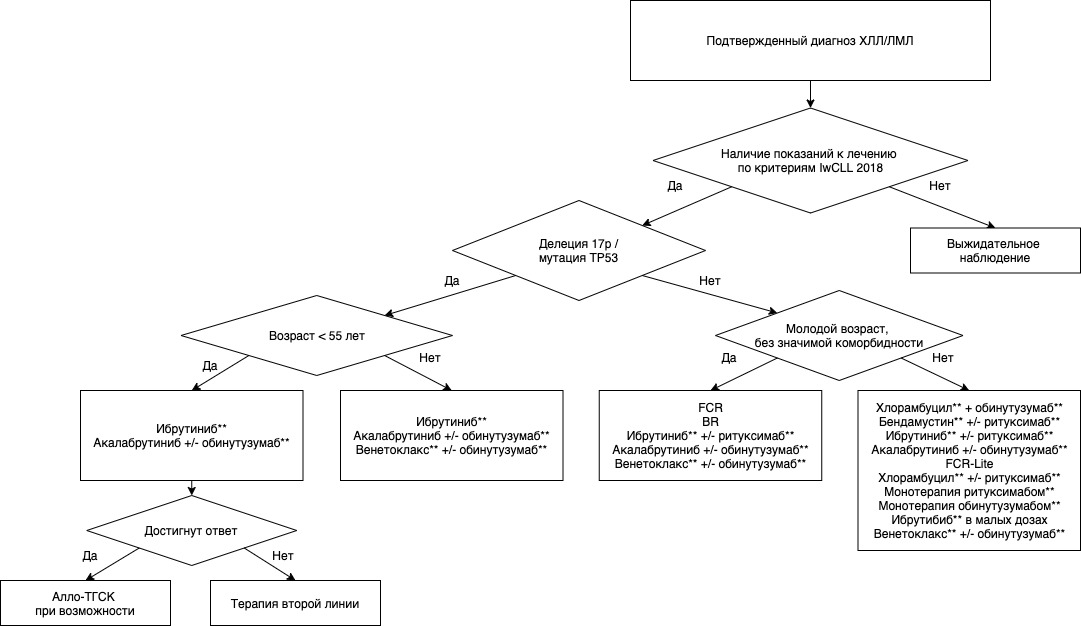 Подтвержденный диагноз ХЛЛ/ЛМЛ
Наличие показаний к лечению
по критериям IwCLL 2018
Да
Нет
Выжидательное
наблюдение
Делеция 17p /
мутация TP53
Да
Нет
Возраст < 55 лет
Да
Нет
Молодой возраст,
без значимой коморбидности
Да
Нет
Ибрутиниб**
Акалабрутиниб +/- обинутузумаб**
Ибрутиниб**
Акалабрутиниб +/- обинутузумаб**
Венетоклакс** +/- обинутузумаб**
FCR
BR
Ибрутиниб** +/- ритуксимаб**
Акалабрутиниб +/- обинутузумаб**
Венетоклакс** +/- обинутузумаб**
Хлорамбуцил** + обинутузумаб**
Бендамустин** +/- ритуксимаб**
Ибрутиниб** +/- ритуксимаб**
Акалабрутиниб +/- обинутузумаб**
FCR-Lite
Хлорамбуцил** +/- ритуксимаб**
Монотерапия ритуксимабом**
Монотерапия обинутузумабом**
Ибрутибиб** в малых дозах
Венетоклакс** +/- обинутузумаб**
Достигнут ответ
Да
Нет
Алло-ТГСК
при возможности
Терапия второй линии